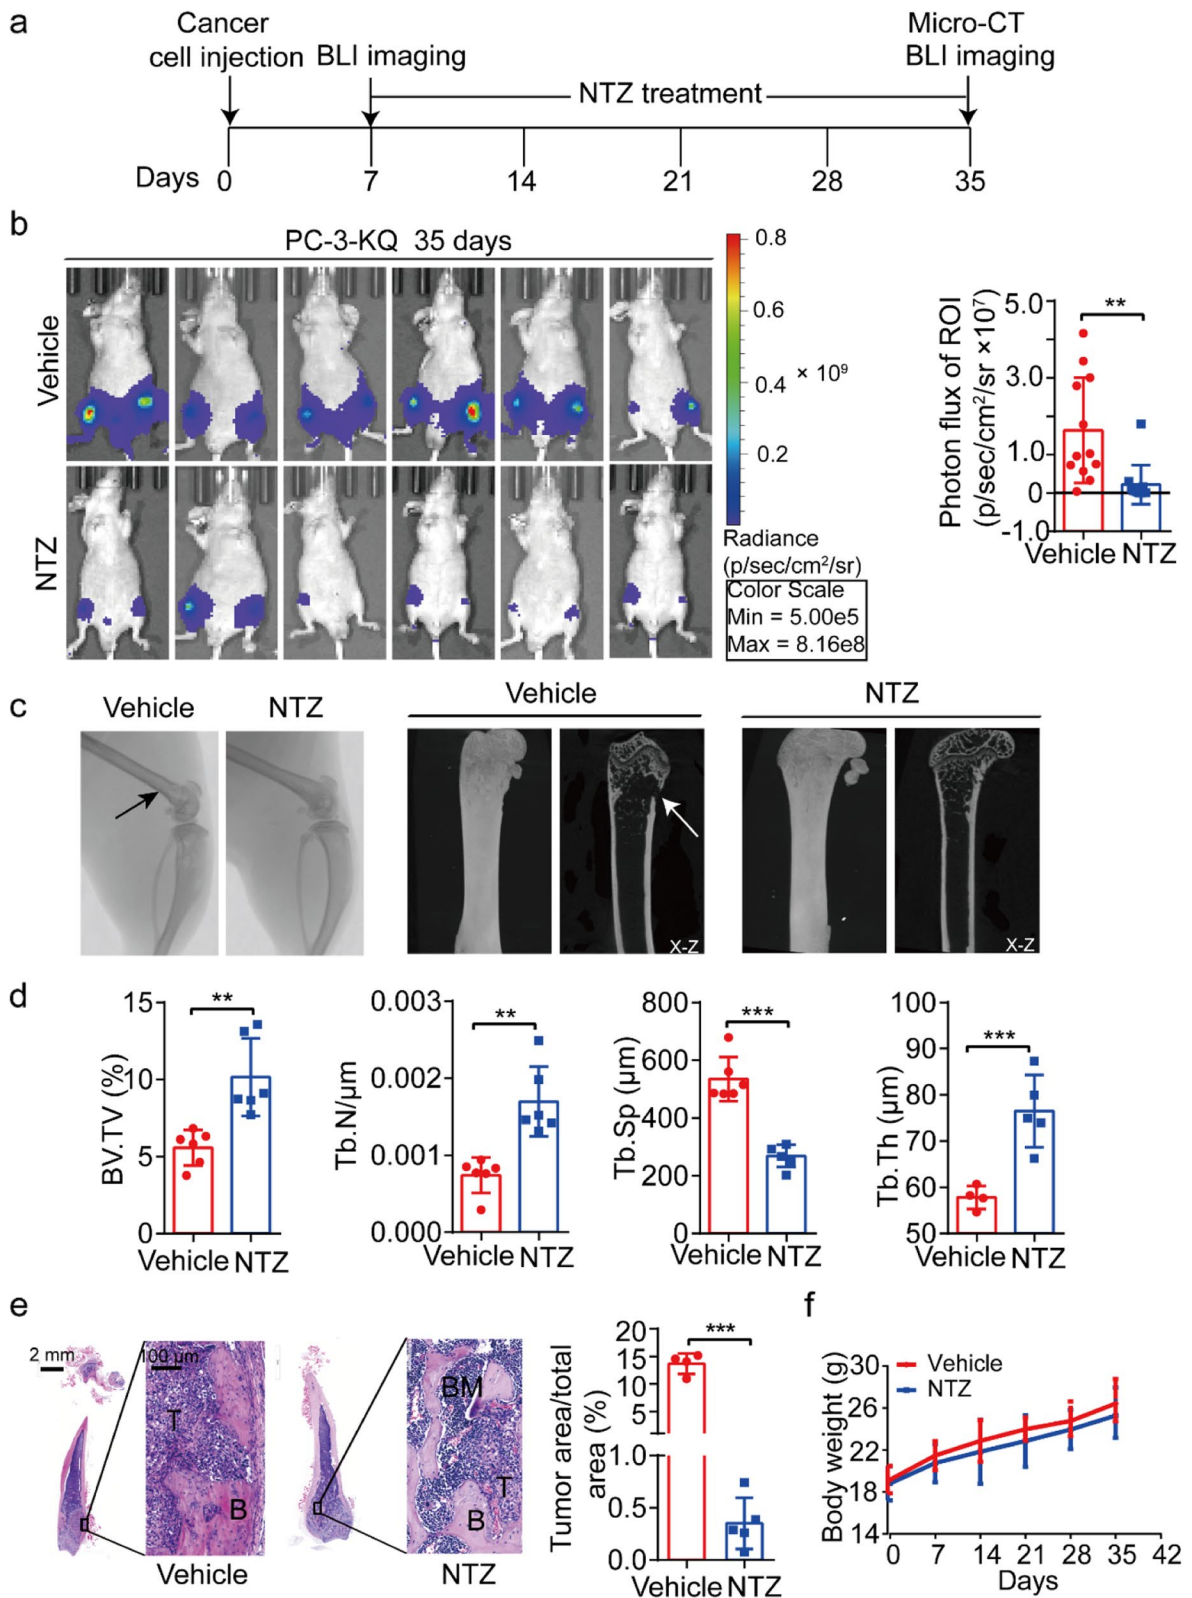 a
Cancer
cell injection
BLI imaging
Micro-CT
BLI imaging
NTZ treatment
Days 0 7 14 21 28 35
b
PC-3-KQ 35 days
Vehicle
NTZ
0.8
0.6
0.4
× 10⁹
0.2
Radiance
(p/sec/cm²/sr)
Color Scale
Min = 5.00e5
Max = 8.16e8
Photon flux of ROI
(p/sec/cm²/sr ×10⁷)
5.0
3.0
1.0
0
-1.0
**
Vehicle NTZ
c
Vehicle NTZ
Vehicle
X-Z
NTZ
X-Z
d
BV.TV (%)
15
10
5
0
**
Vehicle NTZ
Tb.N/μm
0.003
0.002
0.001
0.000
**
Vehicle NTZ
Tb.Sp (μm)
800
600
400
200
0
***
Vehicle NTZ
Tb.Th (μm)
100
90
80
70
60
50
***
Vehicle NTZ
e
2 mm
100 μm
T
B
Vehicle
BM
T
B
NTZ
Tumor area/total
area (%)
20
15
10
5
1.0
0.5
0.0
***
Vehicle NTZ
f
Body weight (g)
30
26
22
18
14
Vehicle
NTZ
0 7 14 21 28 35 42
Days